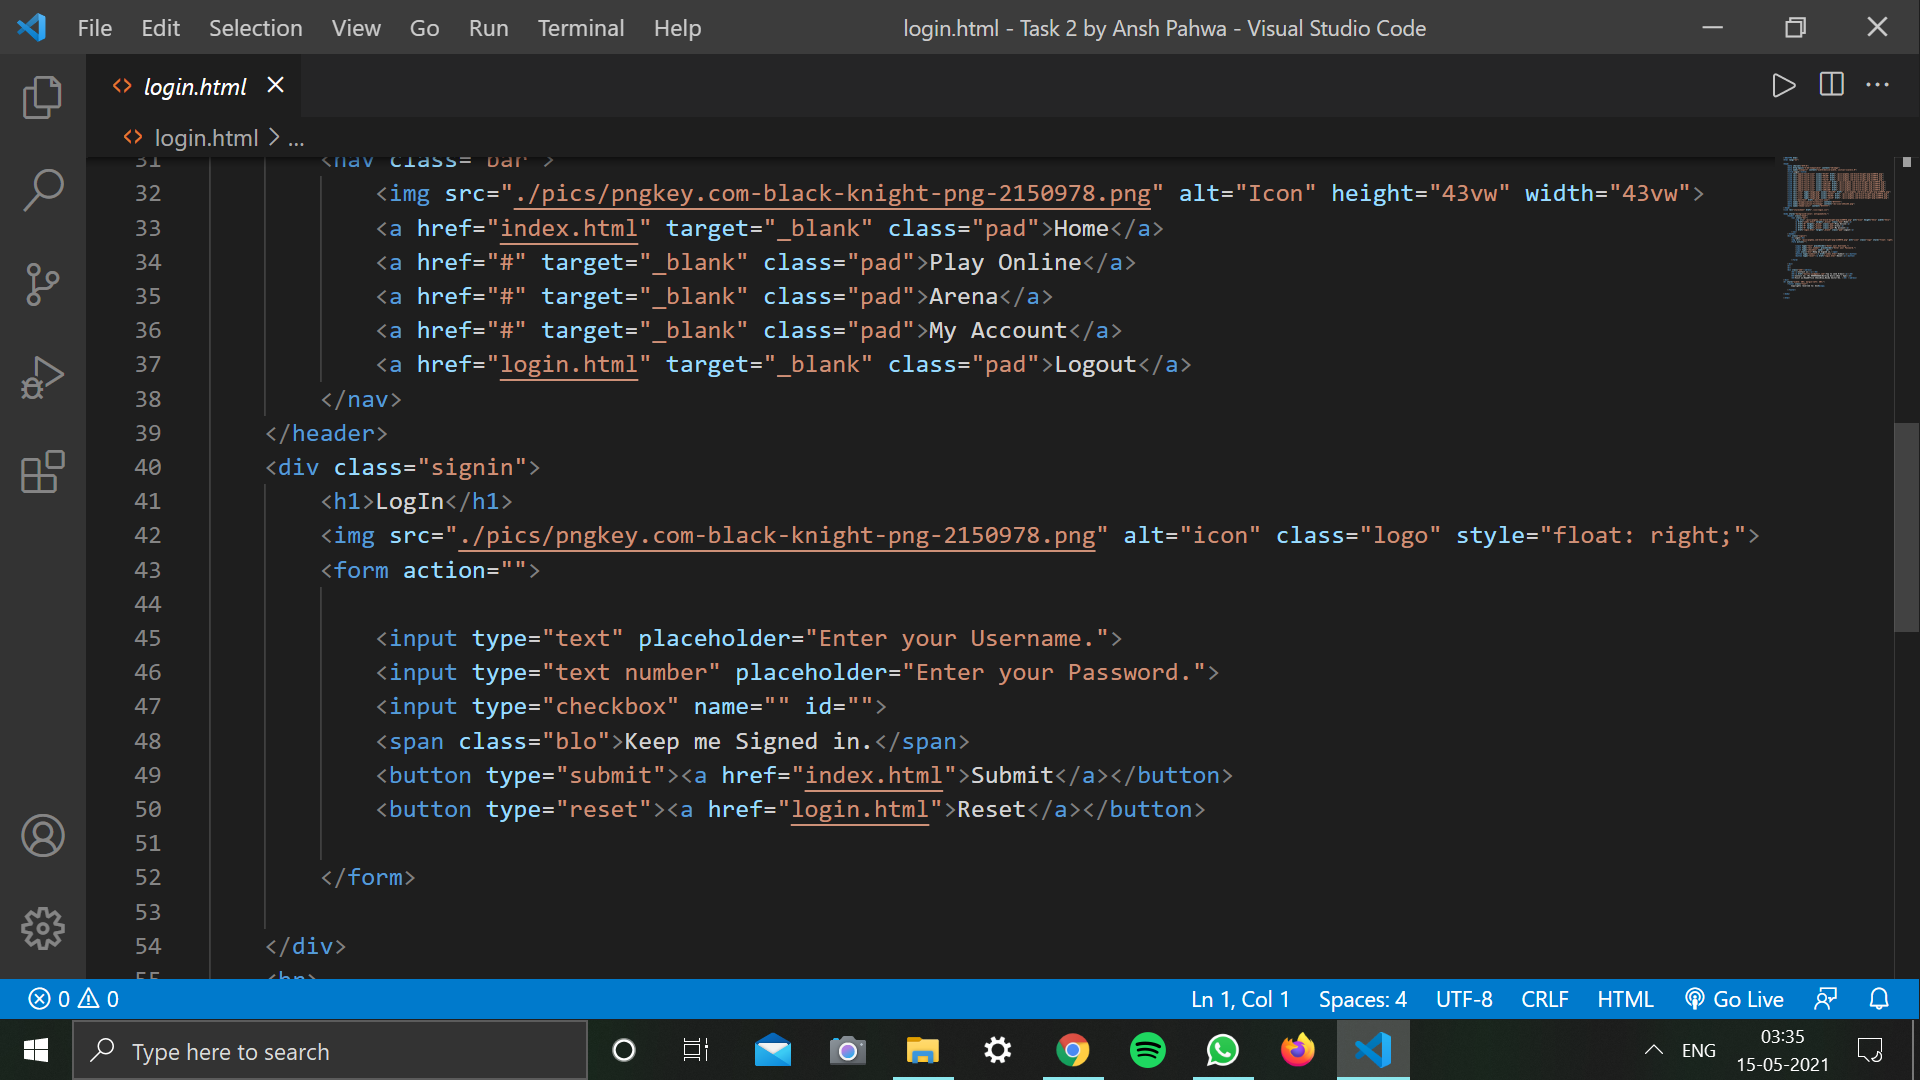 File Edit Selection View Go Run Terminal Help login.html - Task 2 by Ansh Pahwa - Visual Studio Code
login.html
login.html > ...
31 <nav class="bar">
32 <img src="./pics/pngkey.com-black-knight-png-2150978.png" alt="Icon" height="43vw" width="43vw">
33 <a href="index.html" target="_blank" class="pad">Home</a>
34 <a href="#" target="_blank" class="pad">Play Online</a>
35 <a href="#" target="_blank" class="pad">Arena</a>
36 <a href="#" target="_blank" class="pad">My Account</a>
37 <a href="login.html" target="_blank" class="pad">Logout</a>
38 </nav>
39 </header>
40 <div class="signin">
41 <h1>LogIn</h1>
42 <img src="./pics/pngkey.com-black-knight-png-2150978.png" alt="icon" class="logo" style="float: right;">
43 <form action="">
44
45 <input type="text" placeholder="Enter your Username.">
46 <input type="text number" placeholder="Enter your Password.">
47 <input type="checkbox" name="" id="">
48 <span class="blo">Keep me Signed in.</span>
49 <button type="submit"><a href="index.html">Submit</a></button>
50 <button type="reset"><a href="login.html">Reset</a></button>
51
52 </form>
53
54 </div>
55
0 0 Ln 1, Col 1 Spaces: 4 UTF-8 CRLF HTML Go Live
Type here to search ENG 03:35
15-05-2021